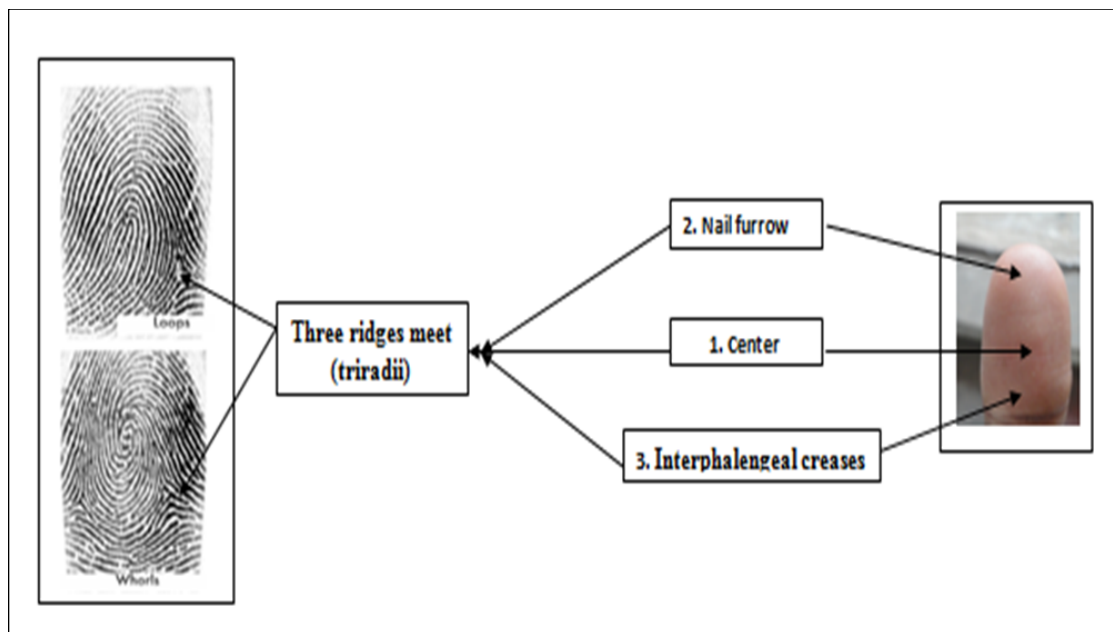 Loops
Whorls
Three ridges meet
(triradii)
2. Nail furrow
1. Center
3. Interphalengeal creases